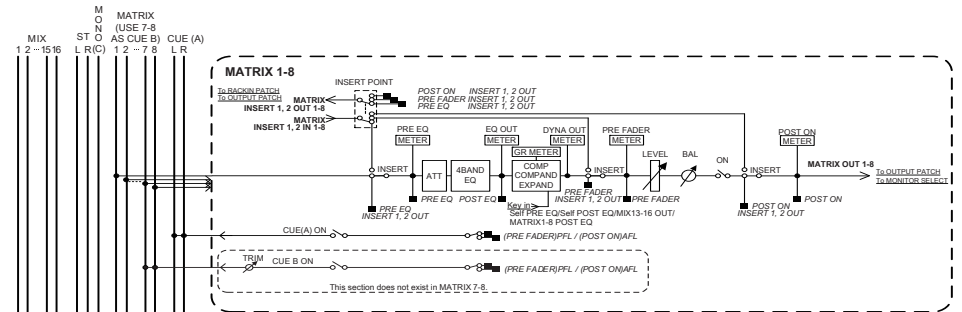 MONO
MATRIX
(USE 7-8
MIX ST (C) AS CUE B) CUE (A)
1 2 ··· 15 16 L R 1 2 ··· 7 8 L R
MATRIX 1-8
INSERT POINT
To RACKIN PATCH
To OUTPUT PATCH
MATRIX
INSERT 1, 2 OUT 1-8
POST ON INSERT 1, 2 OUT
PRE FADER INSERT 1, 2 OUT
PRE EQ INSERT 1, 2 OUT
MATRIX
INSERT 1, 2 IN 1-8
PRE EQ
METER
EQ OUT
METER
DYNA OUT
METER
PRE FADER
METER
POST ON
METER
GR METER
LEVEL
BAL
ON
MATRIX OUT 1-8
INSERT
ATT
4BAND
EQ
COMP
COMPAND
EXPAND
INSERT
INSERT
To OUTPUT PATCH
To MONITOR SELECT
PRE EQ
INSERT 1, 2 OUT
PRE EQ
POST EQ
PRE FADER
INSERT 1, 2 OUT
PRE FADER
POST ON
INSERT 1, 2 OUT
POST ON
Key in
Self PRE EQ/Self POST EQ/MIX13-16 OUT/
MATRIX1-8 POST EQ
CUE(A) ON
(PRE FADER)PFL / (POST ON)AFL
TRIM
CUE B ON
(PRE FADER)PFL / (POST ON)AFL
This section does not exist in MATRIX 7-8.